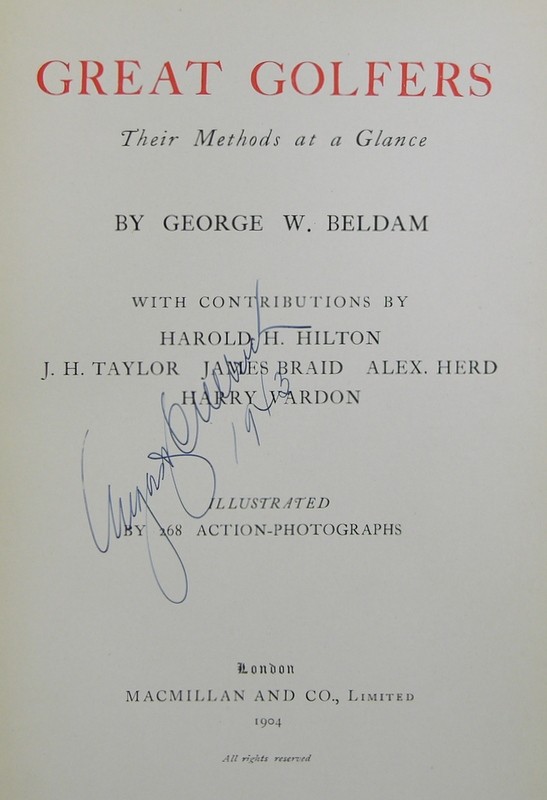 GREAT GOLFERS
Their Methods at a Glance
BY GEORGE W. BELDAM
WITH CONTRIBUTIONS BY
HAROLD H. HILTON
J. H. TAYLOR JAMES BRAID ALEX. HERD
HARRY VARDON
1943
ILLUSTRATED
BY 268 ACTION-PHOTOGRAPHS
London
MACMILLAN AND CO., LIMITED
1904
All rights reserved